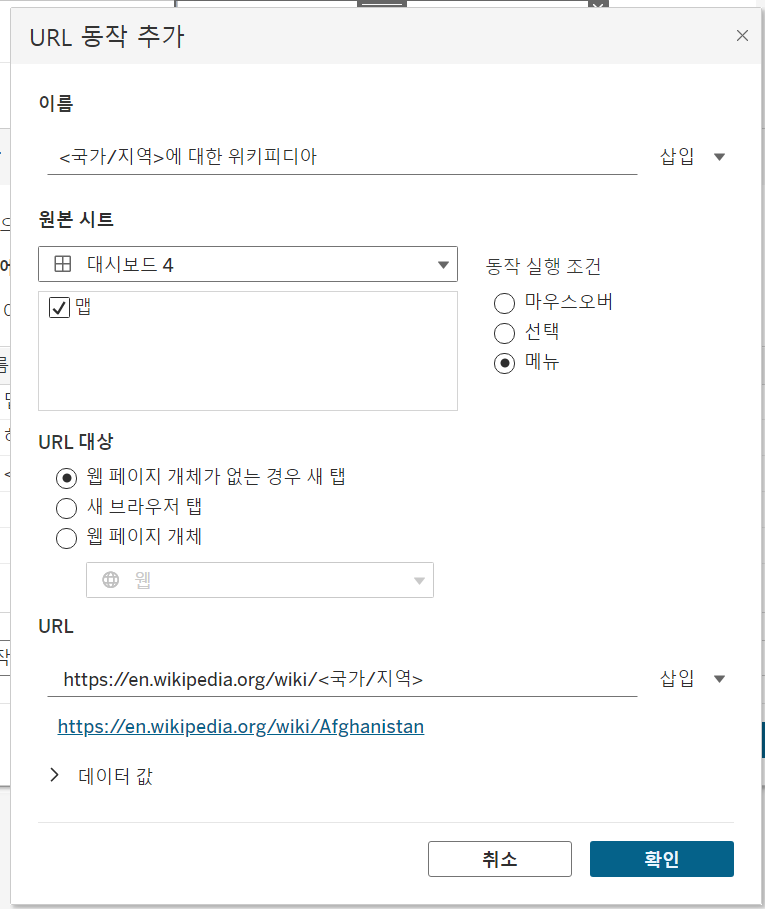 URL 동작 추가
이름
<국가/지역>에 대한 위키피디아
삽입
원본 시트
대시보드 4
동작 실행 조건
맵
마우스오버
선택
메뉴
URL 대상
웹 페이지 개체가 없는 경우 새 탭
새 브라우저 탭
웹 페이지 개체
웹
URL
https://en.wikipedia.org/wiki/<국가/지역>
삽입
https://en.wikipedia.org/wiki/Afghanistan
데이터 값
취소
확인